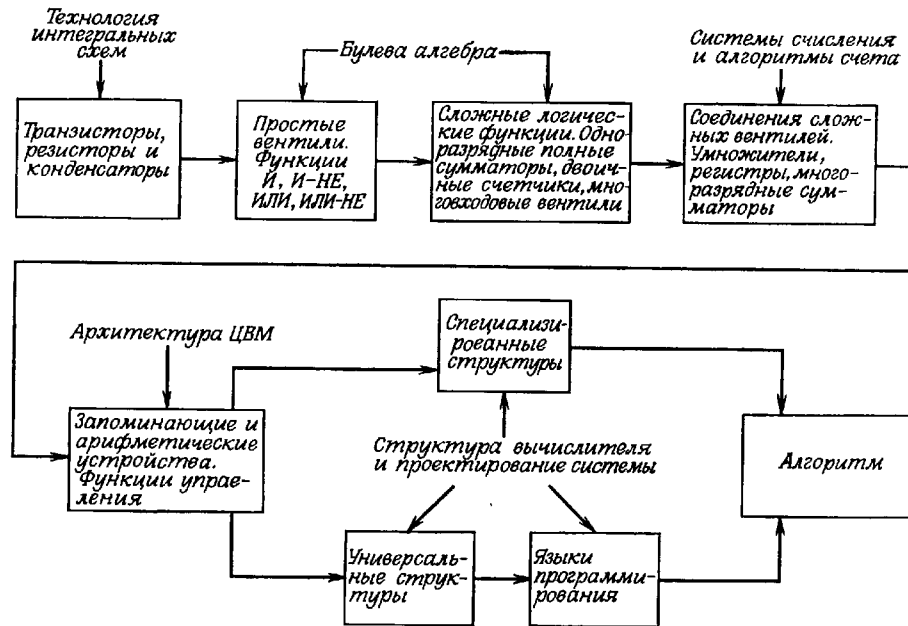 Технология
интегральных
схем
Булева алгебра
Системы счисления
и алгоритмы счета
Транзисторы,
резисторы и
конденсаторы
Простые
вентили.
Функции
И, И-НЕ,
ИЛИ, ИЛИ-НЕ
Сложные логичес-
кие функции. Одно-
разрядные полные
сумматоры, двоич-
ные счетчики, мно-
говходовые вентили
Соединения слож-
ных вентилей.
Умножители,
регистры, много-
разрядные сум-
маторы
Архитектура ЦВМ
Специализи-
рованные
структуры
Запоминающие и
арифметические
устройства.
Функции управ-
ления
Структура вычислителя
и проектирование системы
Алгоритм
Универсаль-
ные струк-
туры
Языки
программи-
рования